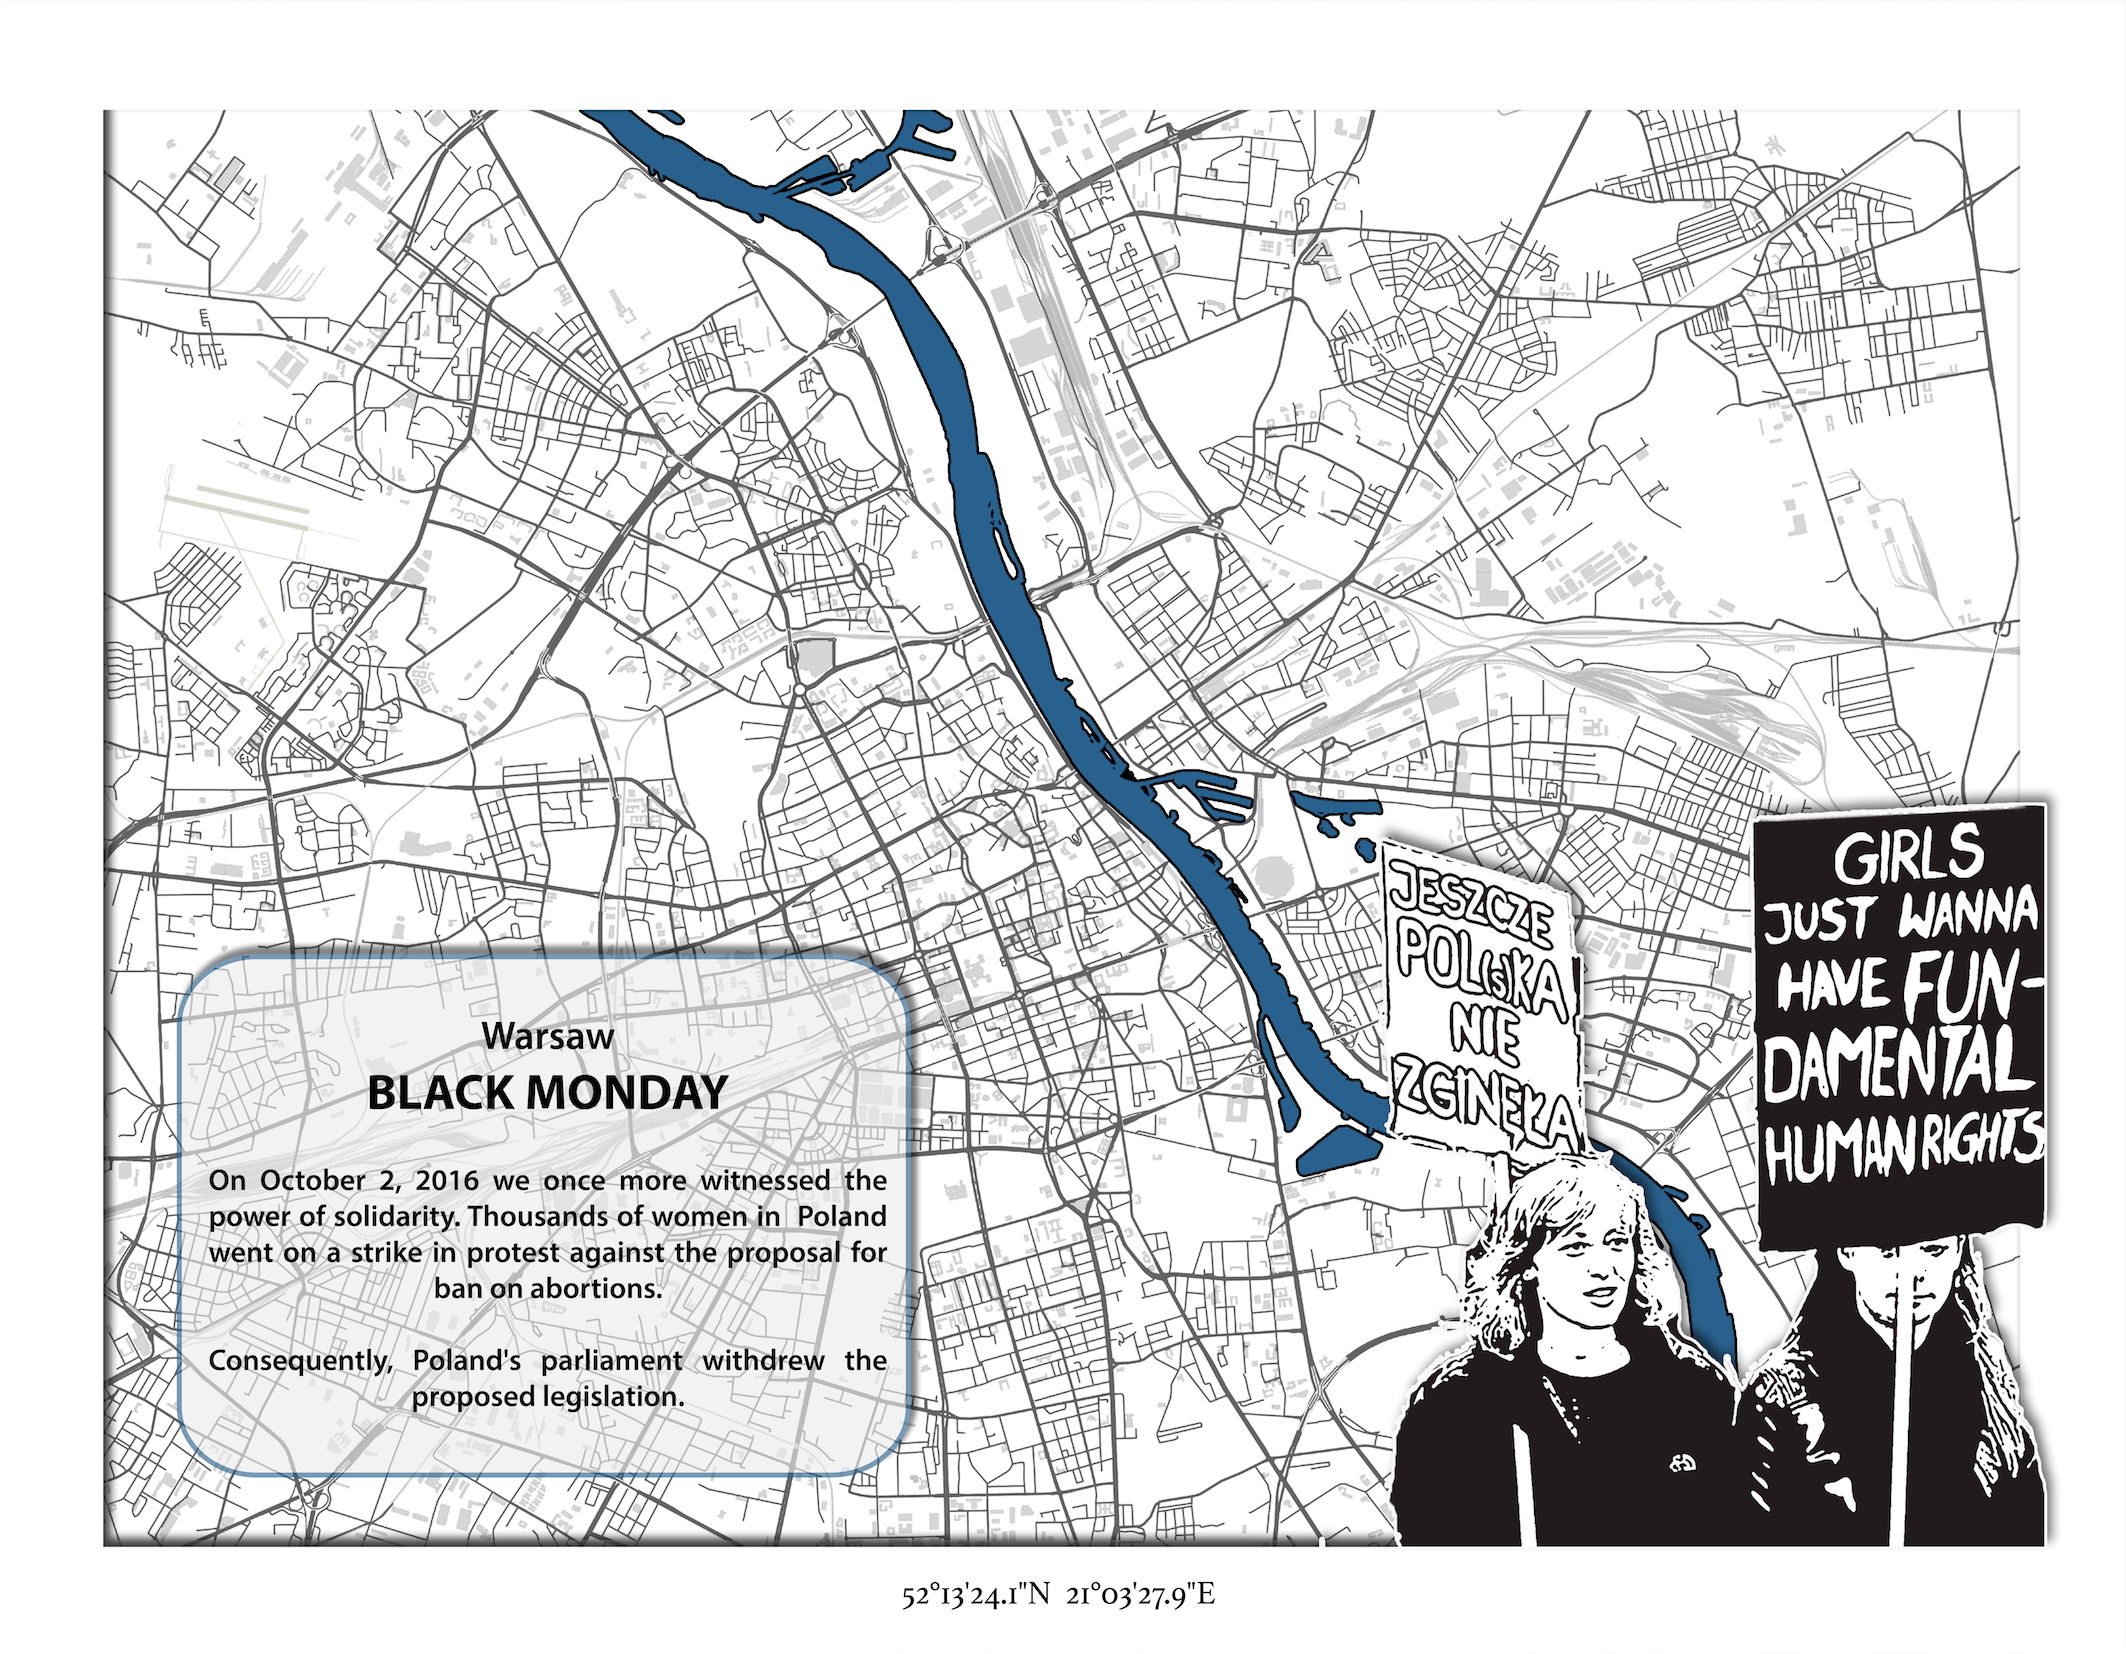 Warsaw
BLACK MONDAY
On October 2, 2016 we once more witnessed the
power of solidarity. Thousands of women in Poland
went on a strike in protest against the proposal for
ban on abortions.
Consequently, Poland's parliament withdrew the
proposed legislation.
JESZCZE
POL(S)KA
NIE
ZGINĘŁA
GIRLS
JUST WANNA
HAVE FUN-
DAMENTAL
HUMAN RIGHTS
52°13'24.1"N 21°03'27.9"E